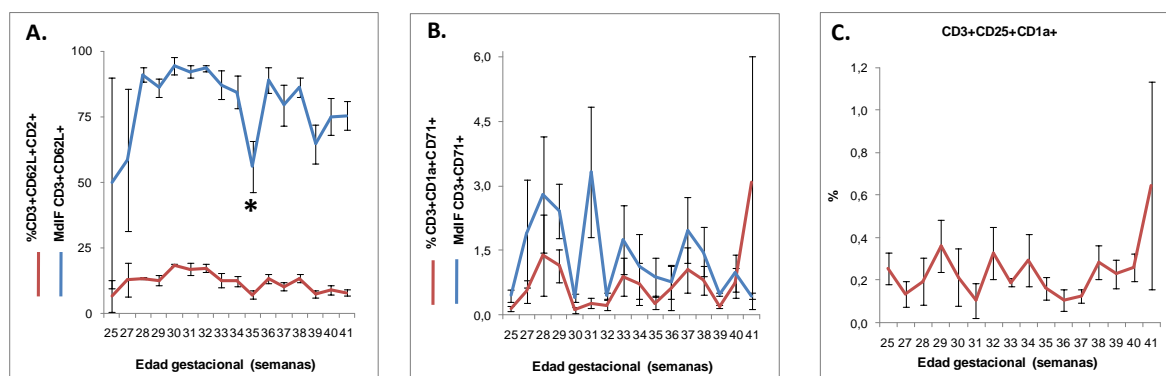 A.
%CD3+CD62L+CD2+
MdIF CD3+CD62L+
100
75
50
25
0
*
25 27 28 29 30 31 32 33 34 35 36 37 38 39 40 41
Edad gestacional (semanas)
B.
% CD3+CD1a+CD71+
MdIF CD3+CD71+
6,0
4,5
3,0
1,5
0,0
25 27 28 29 30 31 32 33 34 35 36 37 38 39 40 41
Edad gestacional (semanas)
C.
CD3+CD25+CD1a+
%
1,2
1,0
0,8
0,6
0,4
0,2
0,0
25 27 28 29 30 31 32 33 34 35 36 37 38 39 40 41
Edad gestacional (semanas)